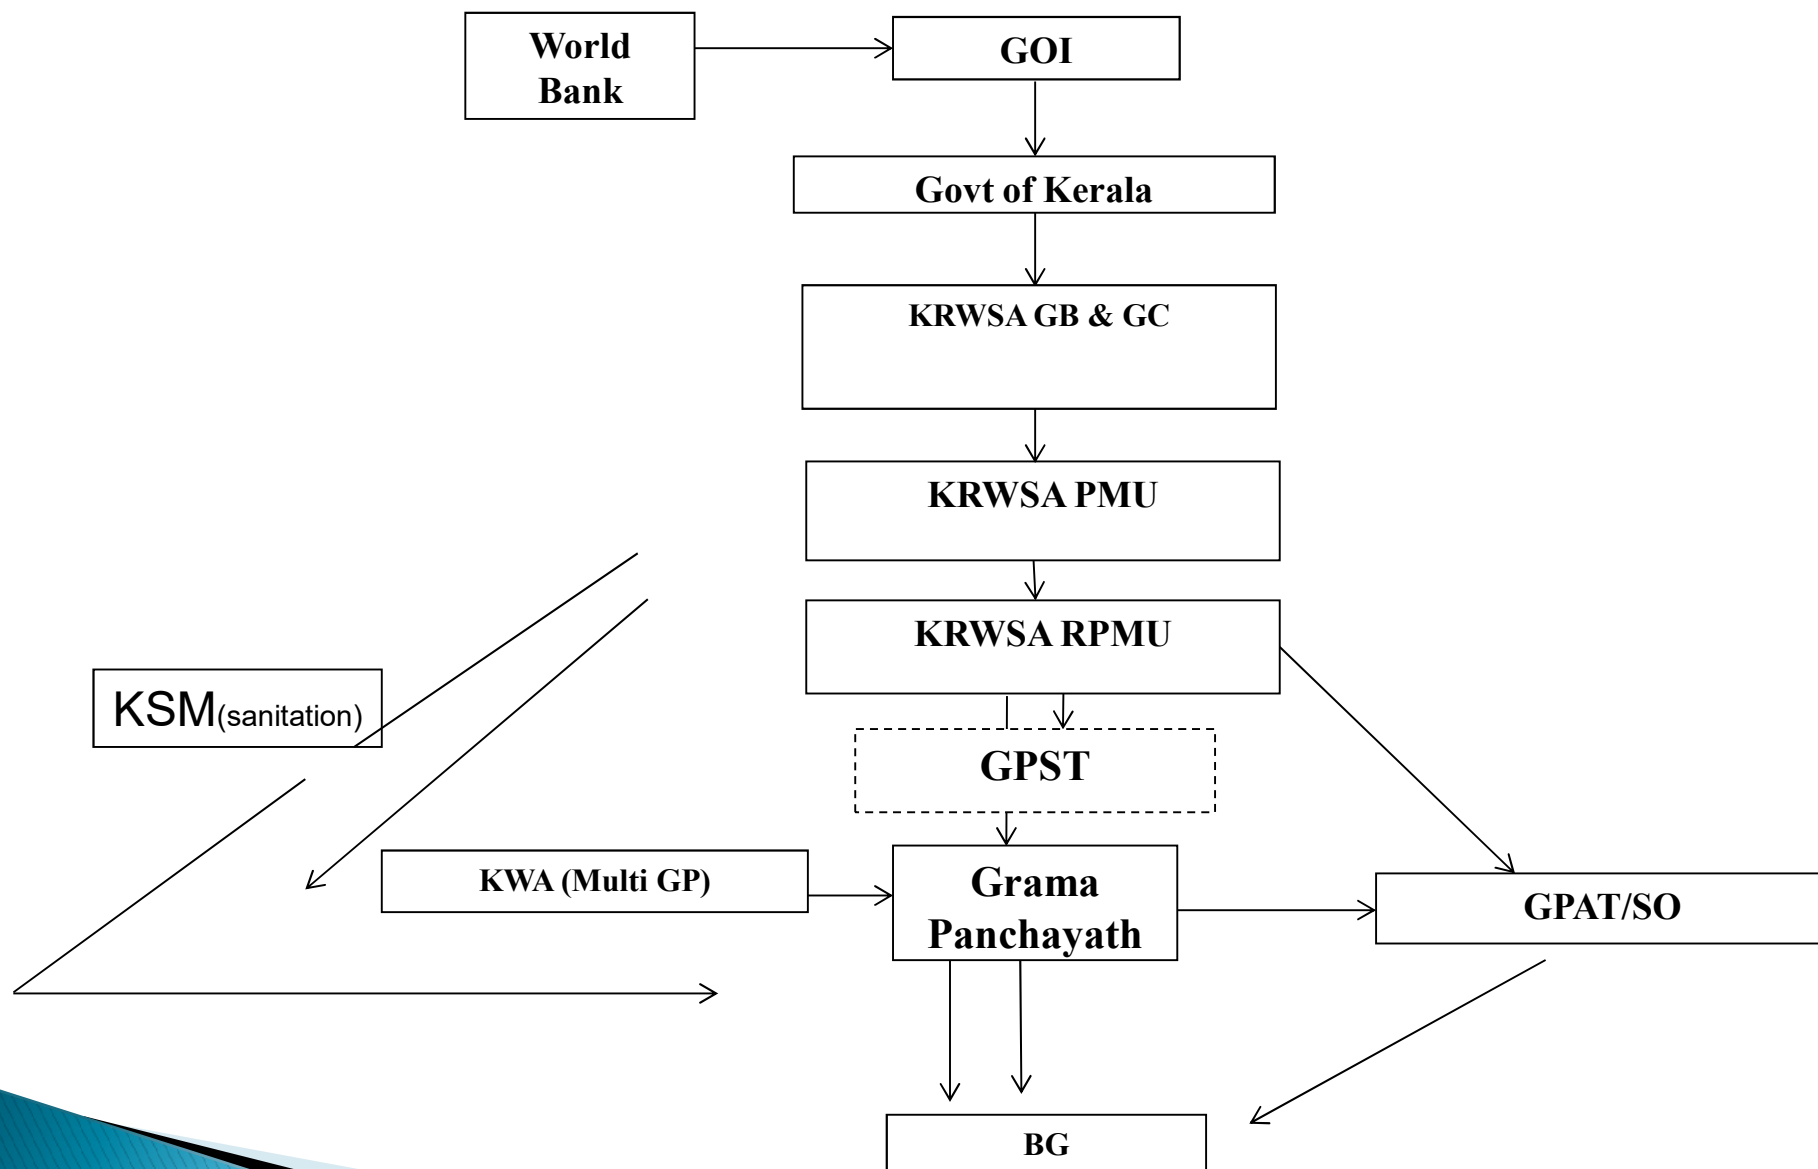 World
Bank
GOI
Govt of Kerala
KRWSA GB & GC
KRWSA PMU
KRWSA RPMU
KSM(sanitation)
GPST
KWA (Multi GP)
Grama
Panchayath
GPAT/SO
BG